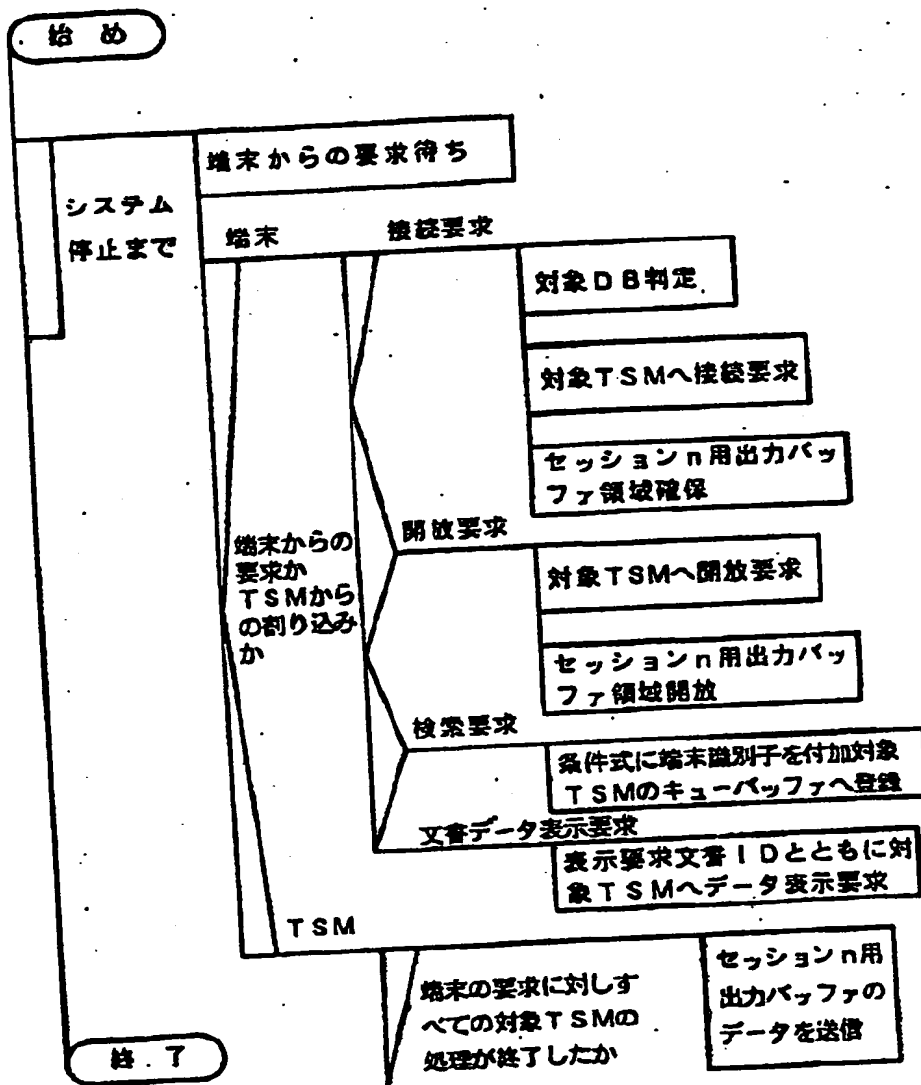 始め
端末からの要求待ち
システム
停止まで
端末
接続要求
対象DB判定
対象TSMへ接続要求
セッションn用出力バッ
ファ領域確保
端末からの
要求か
TSMから
の割り込み
か
開放要求
対象TSMへ開放要求
セッションn用出力バッ
ファ領域開放
検索要求
条件式に端末識別子を付加対象
TSMのキューバッファへ登録
文書データ表示要求
表示要求文書IDとともに対
象TSMへデータ表示要求
TSM
端末の要求に対しす
べての対象TSMの
処理が終了したか
セッションn用
出力バッファの
データを送信
終了